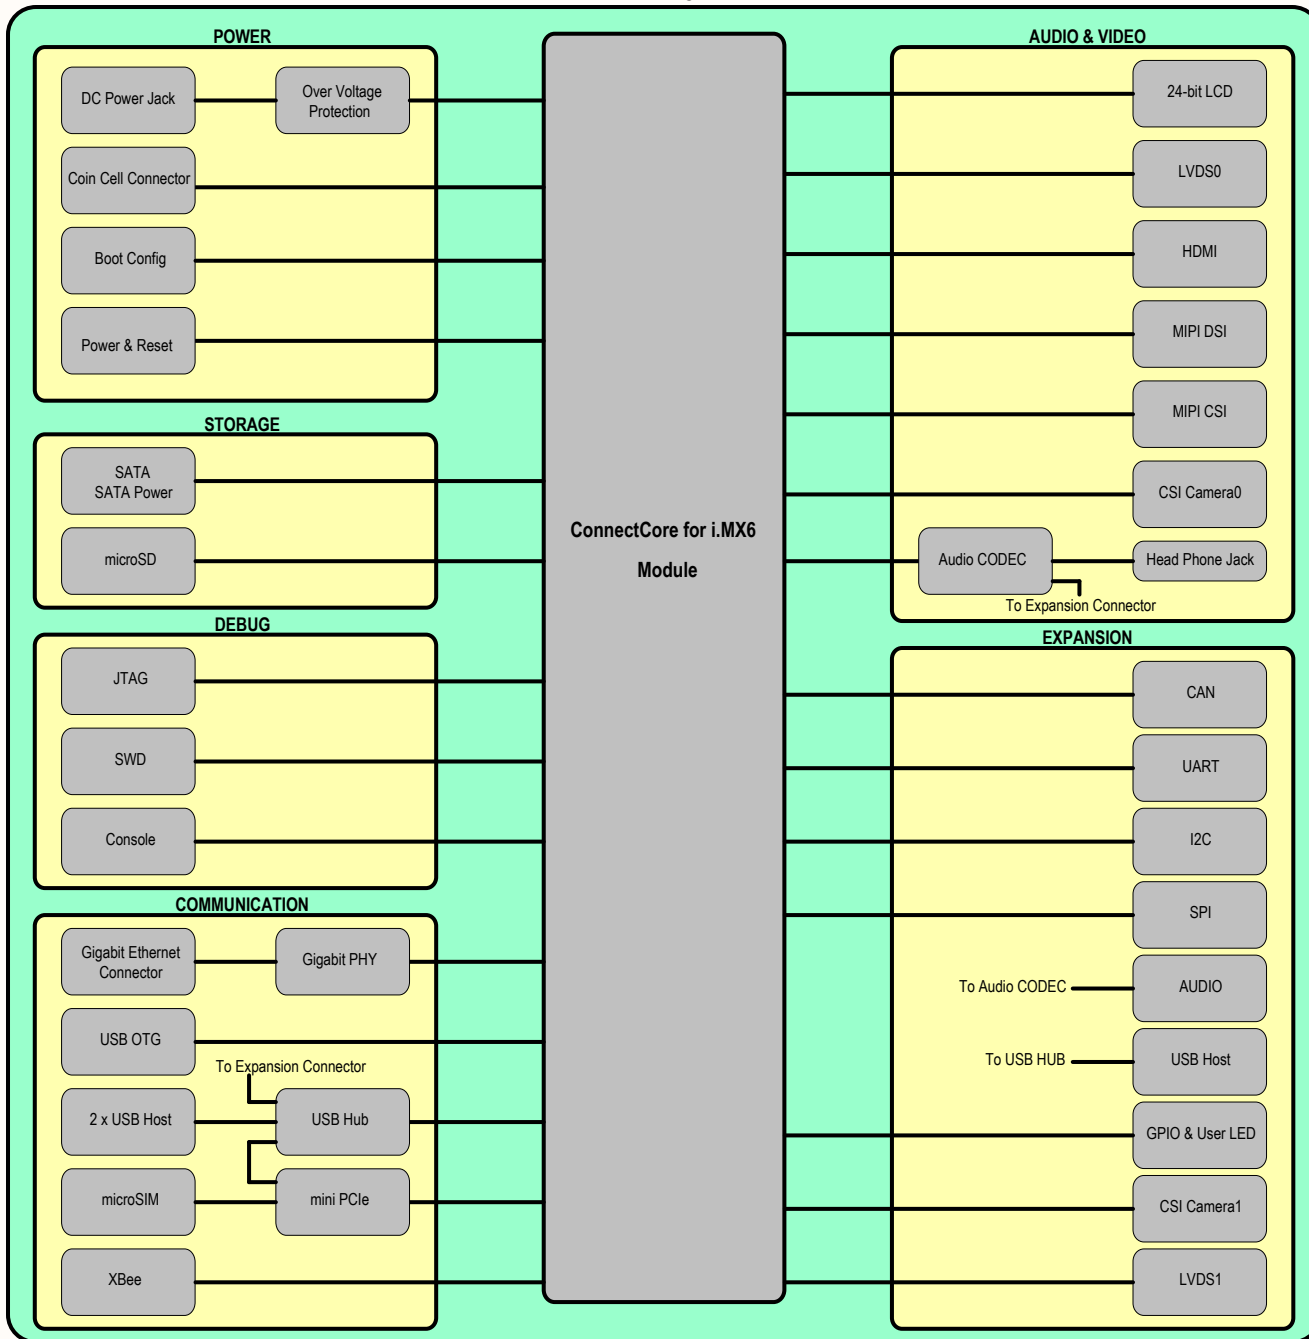 POWER
DC Power Jack
Over Voltage
Protection
Coin Cell Connector
Boot Config
Power & Reset
STORAGE
SATA
SATA Power
microSD
DEBUG
JTAG
SWD
Console
COMMUNICATION
Gigabit Ethernet
Connector
Gigabit PHY
USB OTG
To Expansion Connector
2 x USB Host
USB Hub
microSIM
mini PCIe
XBee
ConnectCore for i.MX6
Module
AUDIO & VIDEO
24-bit LCD
LVDS0
HDMI
MIPI DSI
MIPI CSI
CSI Camera0
Audio CODEC
Head Phone Jack
To Expansion Connector
EXPANSION
CAN
UART
I2C
SPI
To Audio CODEC
AUDIO
To USB HUB
USB Host
GPIO & User LED
CSI Camera1
LVDS1